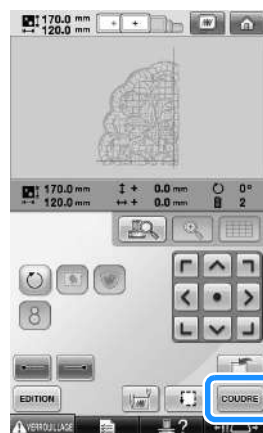 170.0 mm
120.0 mm
170.0 mm + 0.0 mm 0°
120.0 mm + 0.0 mm 2
8
EDITION COUDRE
VERROUILLAGE ?